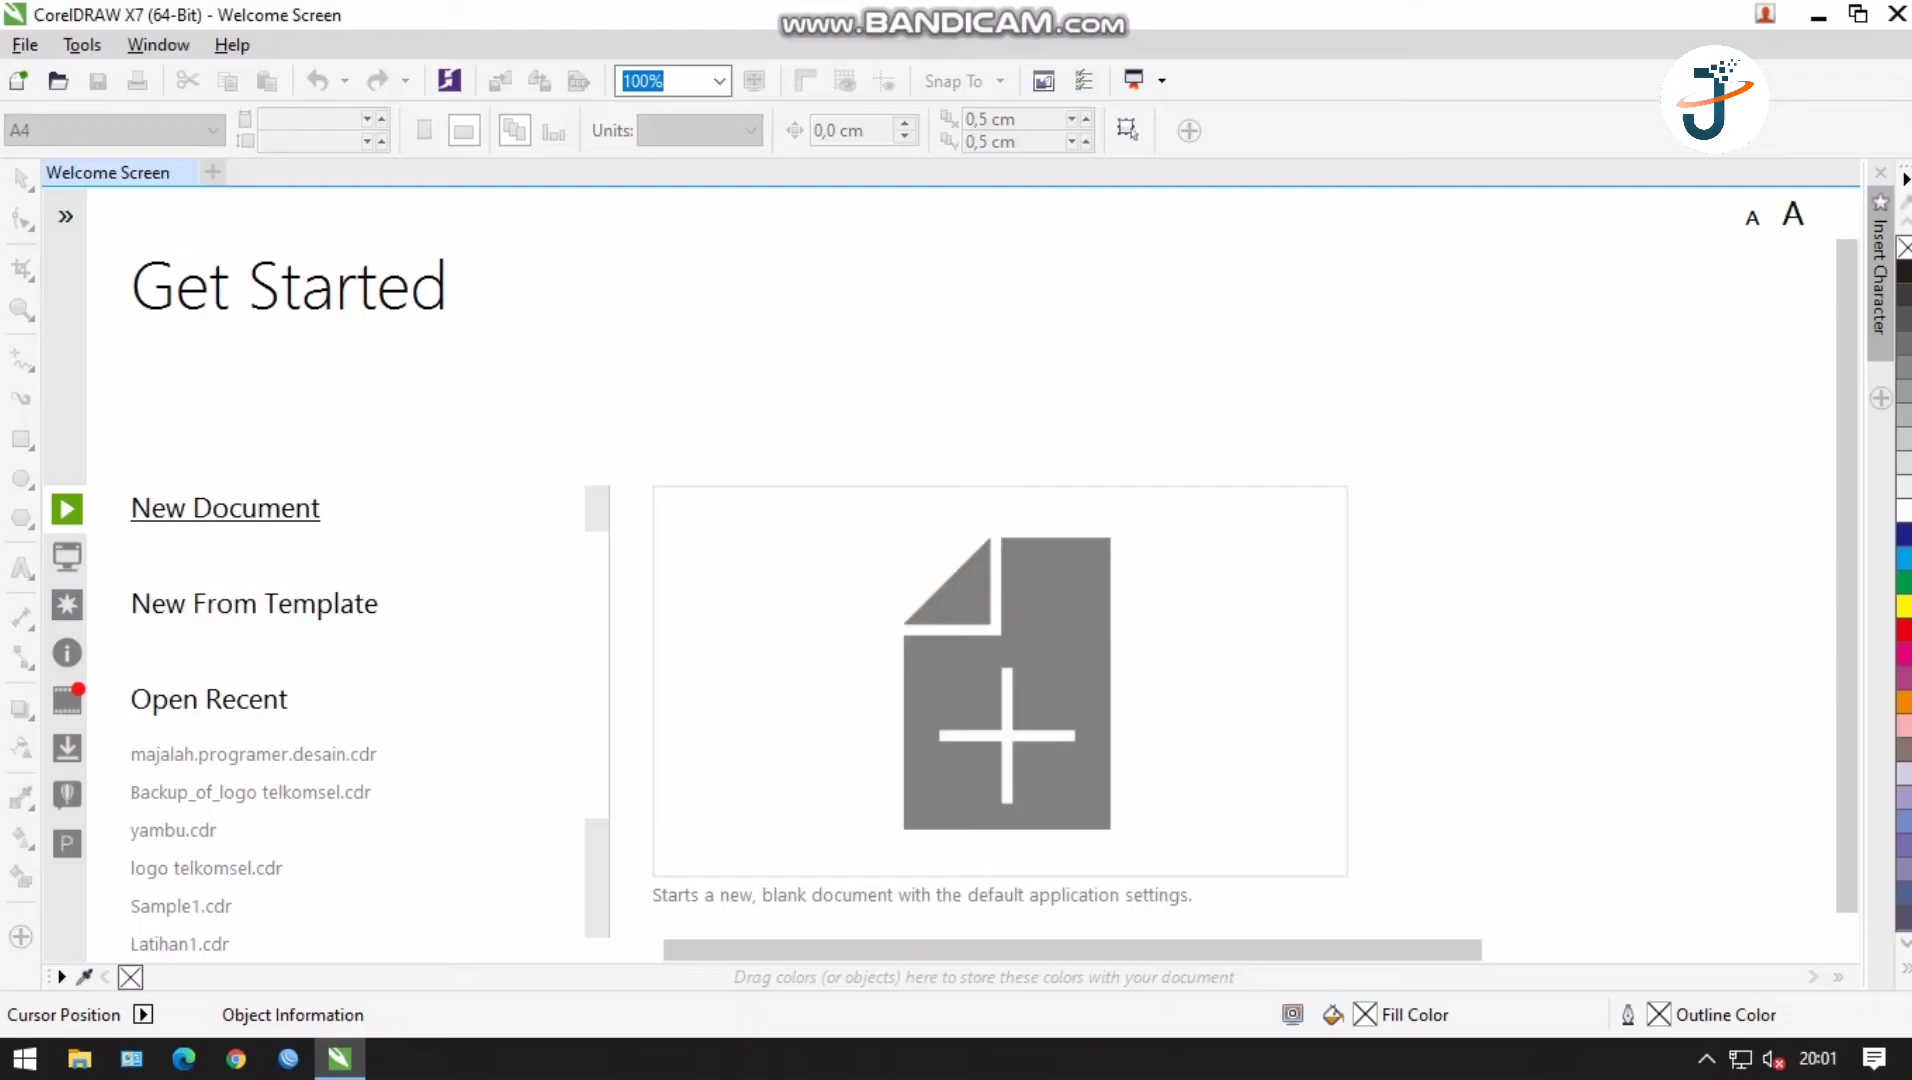 CorelDRAW X7 (64-Bit) - Welcome Screen
www.BANDICAM.com
File Tools Window Help
100%
Snap To
A4
Units:
0,0 cm
0,5 cm
0,5 cm
Welcome Screen
A A
Insert Character
Get Started
New Document
New From Template
Open Recent
majalah.programer.desain.cdr
Backup_of_logo telkomsel.cdr
yambu.cdr
logo telkomsel.cdr
Sample1.cdr
Latihan1.cdr
Starts a new, blank document with the default application settings.
Drag colors (or objects) here to store these colors with your document
Cursor Position
Object Information
Fill Color
Outline Color
20:01